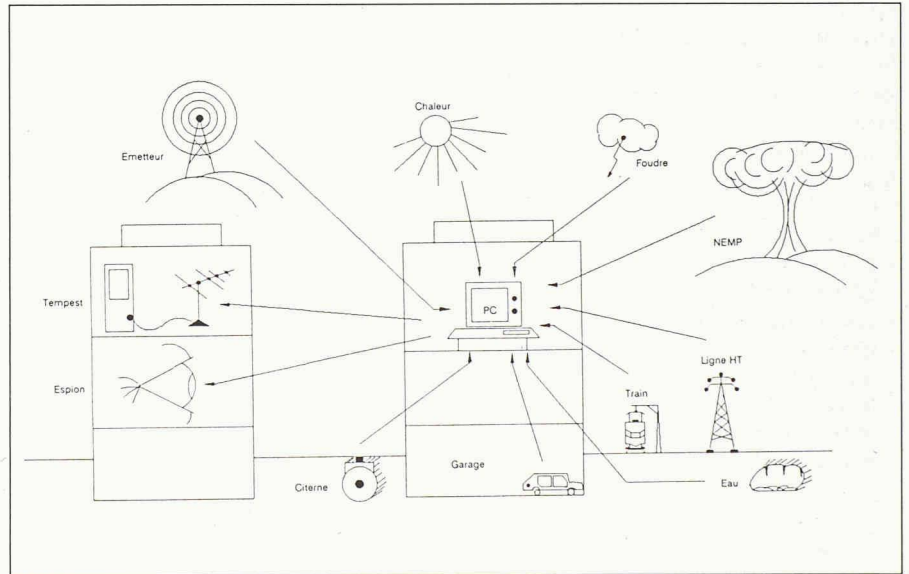 Chaleur
Emetteur
Foudre
NEMP
Tempest
PC
Espion
Ligne HT
Train
Garage
Citerne
Eau